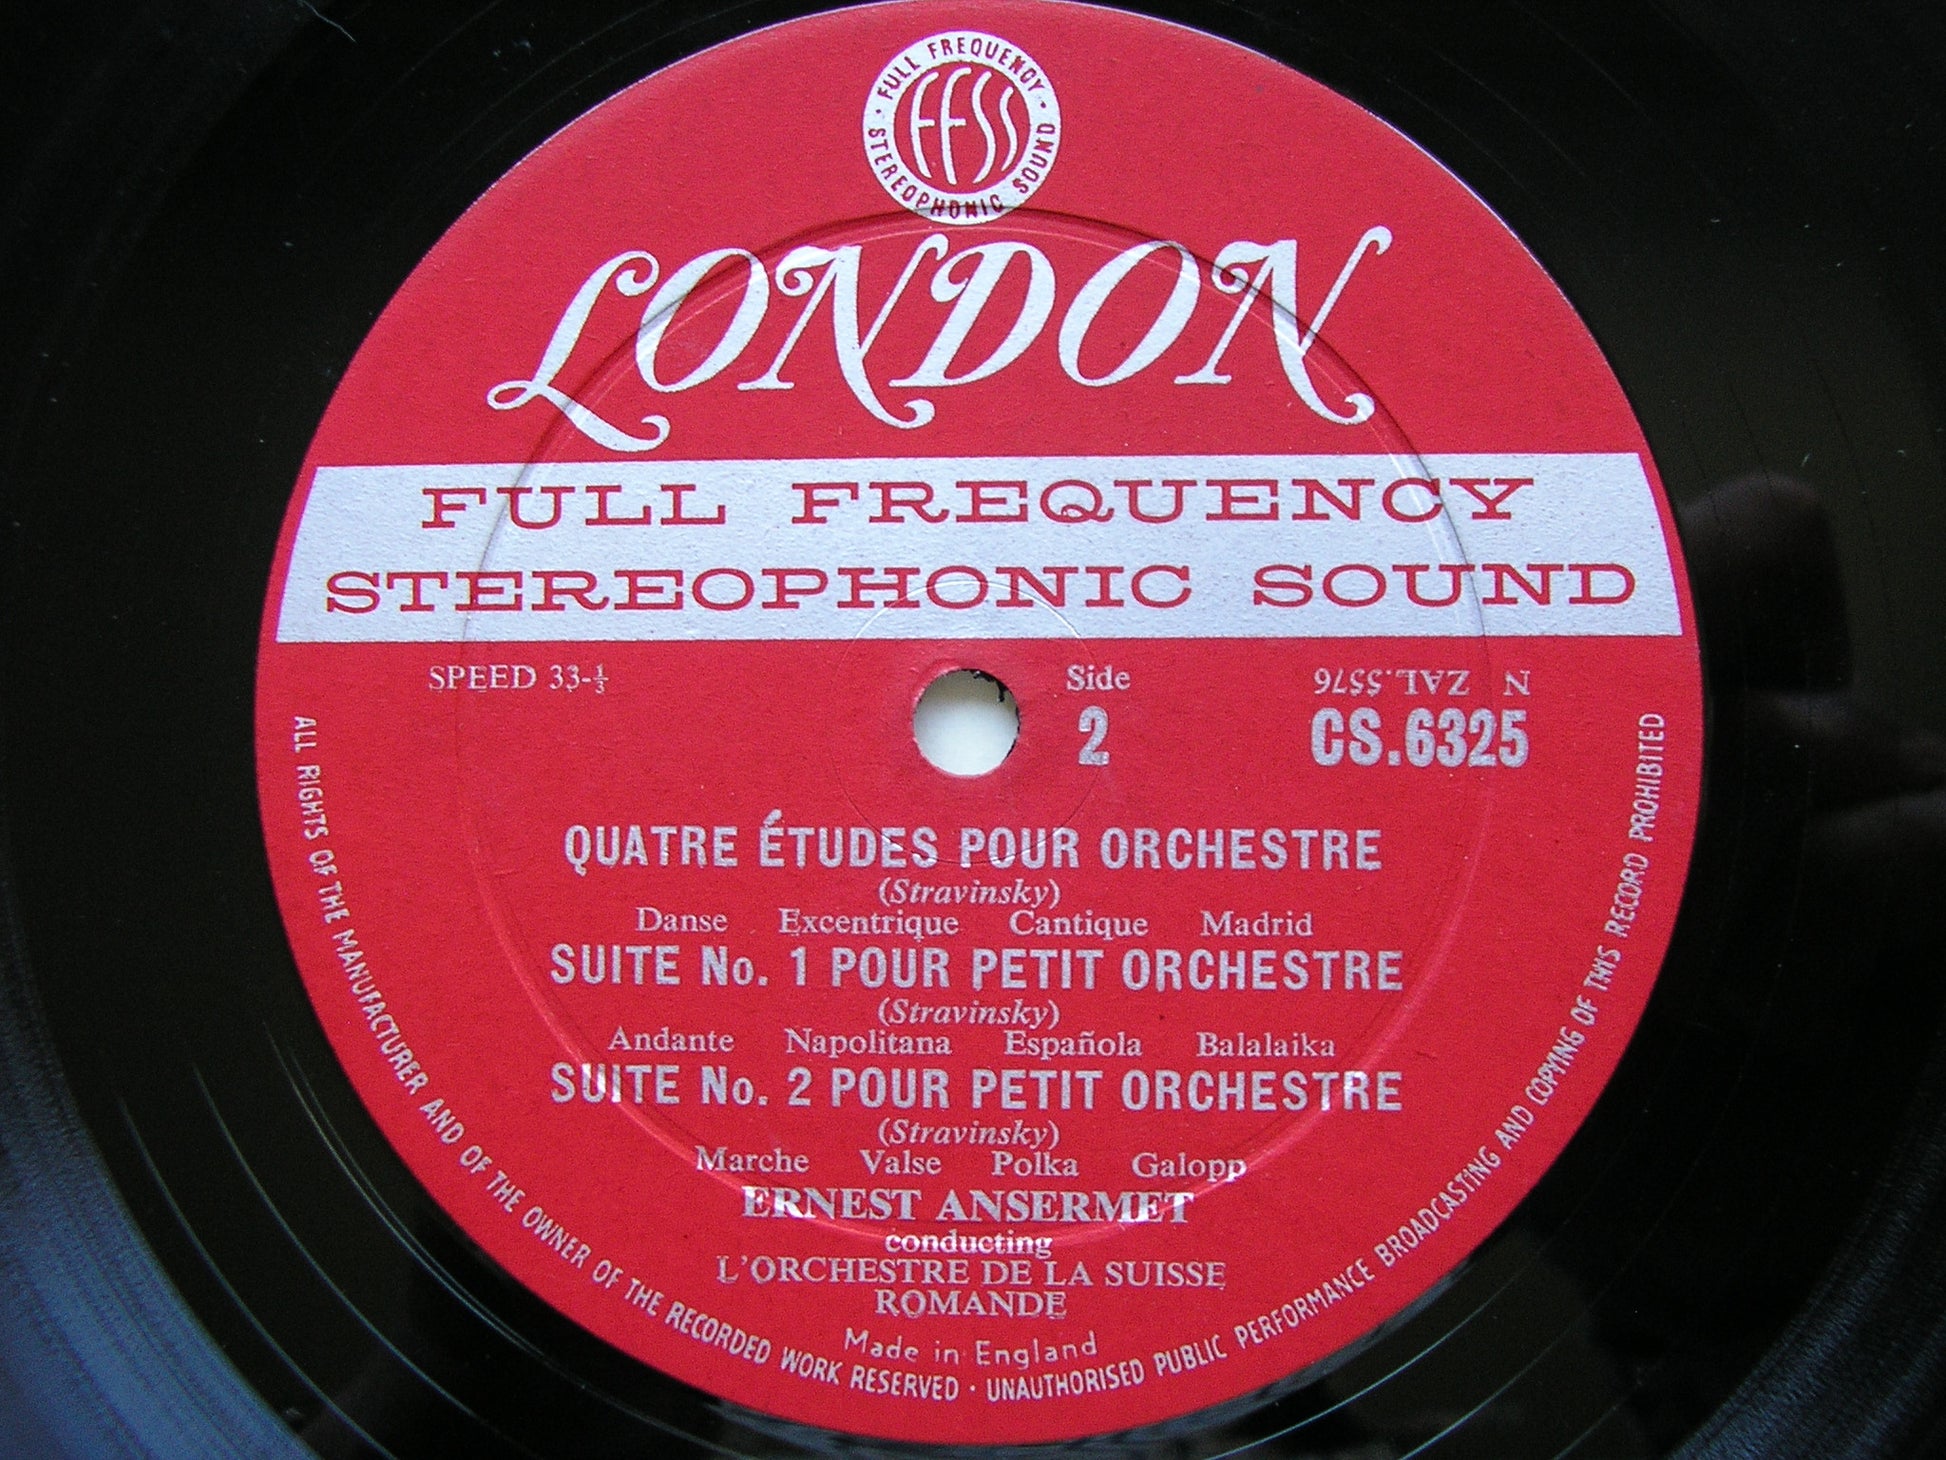 · FULL FREQUENCY ·
STEREOPHONIC SOUND
FFSS
LONDON
FULL FREQUENCY
STEREOPHONIC SOUND
SPEED 33-⅓
Side
2
N ZAL.5576
CS.6325
QUATRE ÉTUDES POUR ORCHESTRE
(Stravinsky)
Danse Excentrique Cantique Madrid
SUITE No. 1 POUR PETIT ORCHESTRE
(Stravinsky)
Andante Napolitana Española Balalaika
SUITE No. 2 POUR PETIT ORCHESTRE
(Stravinsky)
Marche Valse Polka Galopp
ERNEST ANSERMET
conducting
L'ORCHESTRE DE LA SUISSE
ROMANDE
Made in England
ALL RIGHTS OF THE MANUFACTURER AND OF THE OWNER OF THE RECORDED WORK RESERVED · UNAUTHORISED PUBLIC PERFORMANCE BROADCASTING AND COPYING OF THIS RECORD PROHIBITED